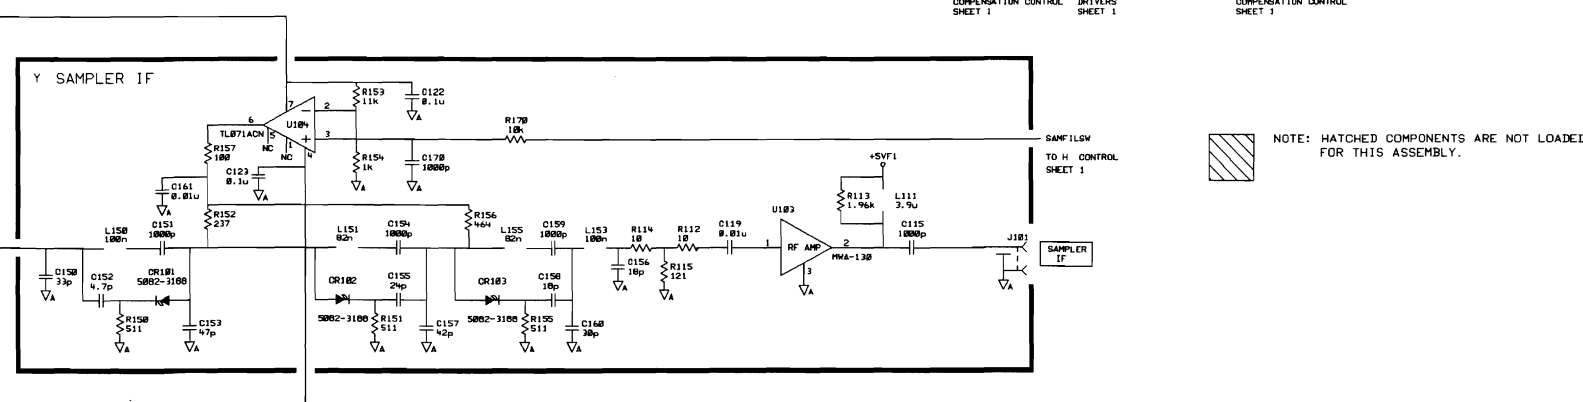 COMPENSATION CONTROL DRIVERS
SHEET 1 SHEET 1
COMPENSATION CONTROL
SHEET 1
Y SAMPLER IF
7
6
2
3
5
1
4
U104
TL071ACN
NC
NC
R153
11k
C122
0.1u
A
R170
10k
SAMFILSW
TO H CONTROL
SHEET 1
R157
100
C123
0.1u
A
R154
1k
A
C170
1000p
A
C161
0.01u
A
R152
237
R156
464
+5VF1
R113
1.96k
L111
3.9u
L150
100n
C151
1000p
L151
82n
C154
1000p
L155
82n
C159
1000p
L153
100n
R114
10
R112
10
C119
0.01u
U103
1
RF AMP
2
MWA-130
3
A
C115
1000p
J101
SAMPLER
IF
A
C150
33p
A
C152
4.7p
CR101
5082-3188
R150
511
A
C153
47p
A
CR102
5082-3188
C155
24p
R151
511
A
C157
42p
A
CR103
5082-3188
C158
18p
R155
511
A
C160
30p
A
C156
18p
A
R115
121
A
NOTE: HATCHED COMPONENTS ARE NOT LOADED
FOR THIS ASSEMBLY.